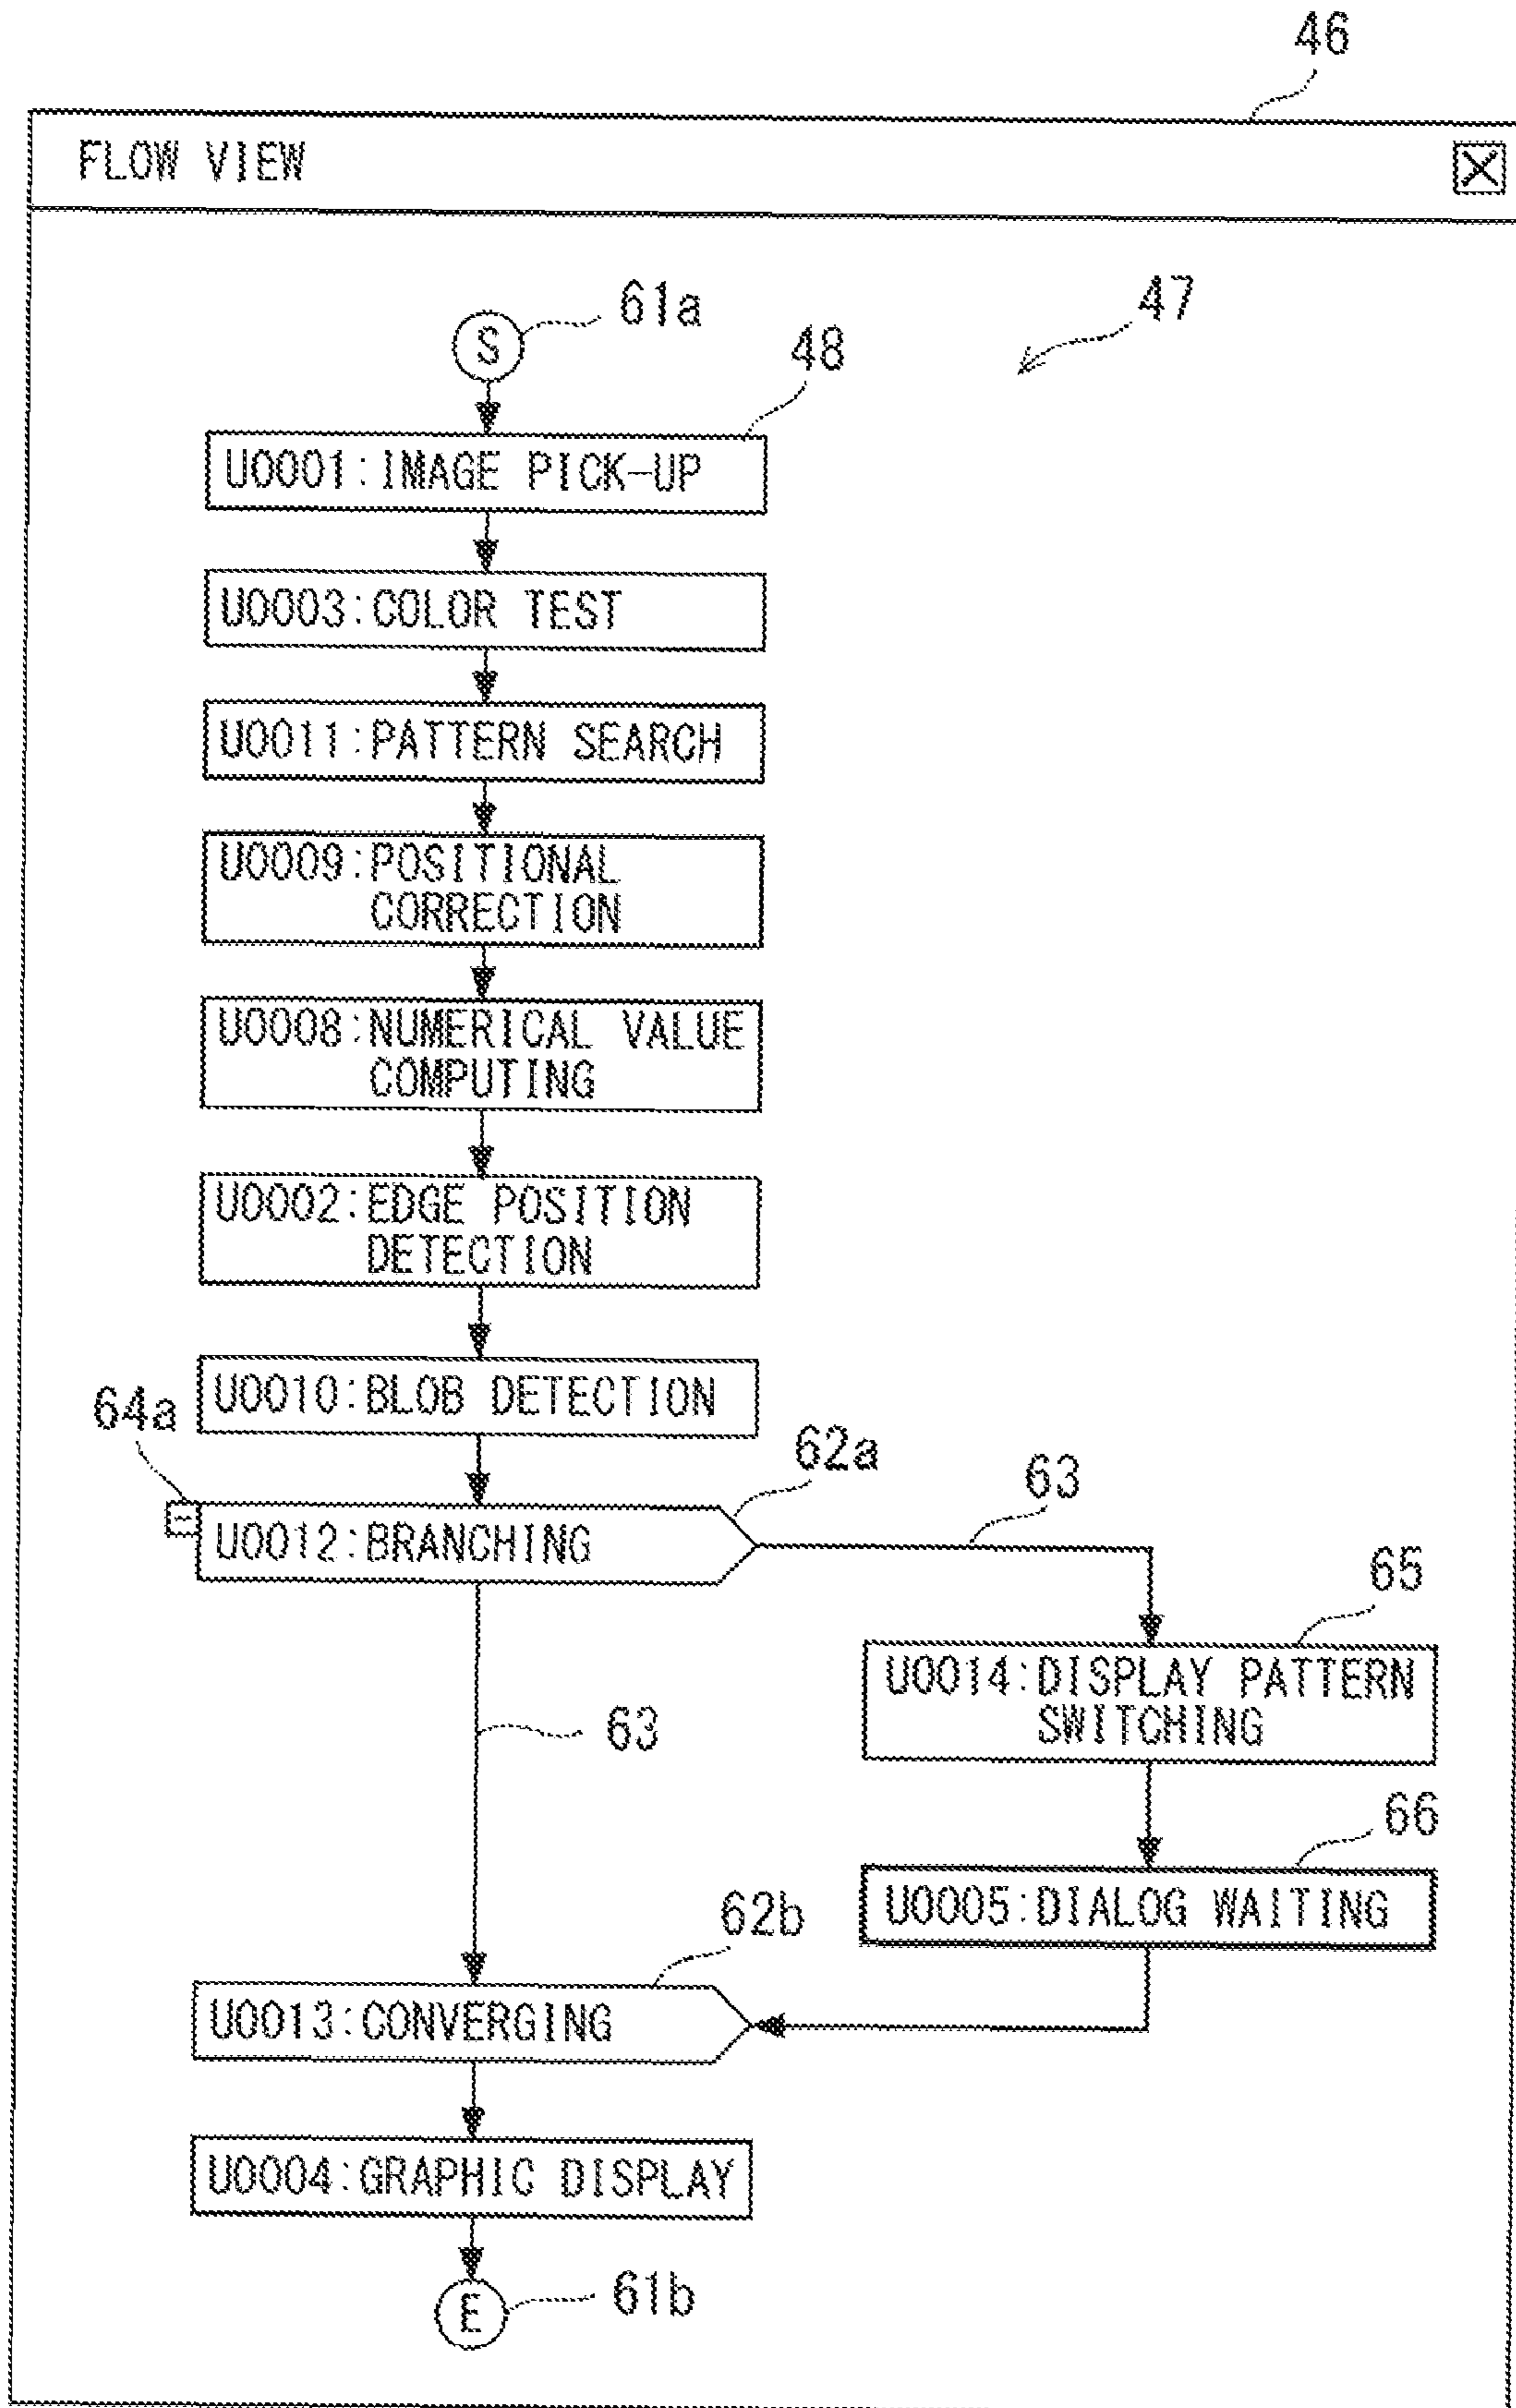 46
FLOW VIEW
61a
47
S
48
U0001:IMAGE PICK-UP
U0003:COLOR TEST
U0011:PATTERN SEARCH
U0009:POSITIONAL
CORRECTION
U0008:NUMERICAL VALUE
COMPUTING
U0002:EDGE POSITION
DETECTION
U0010:BLOB DETECTION
64a
62a
63
U0012:BRANCHING
65
U0014:DISPLAY PATTERN
SWITCHING
63
66
U0005:DIALOG WAITING
62b
U0013:CONVERGING
U0004:GRAPHIC DISPLAY
E
61b